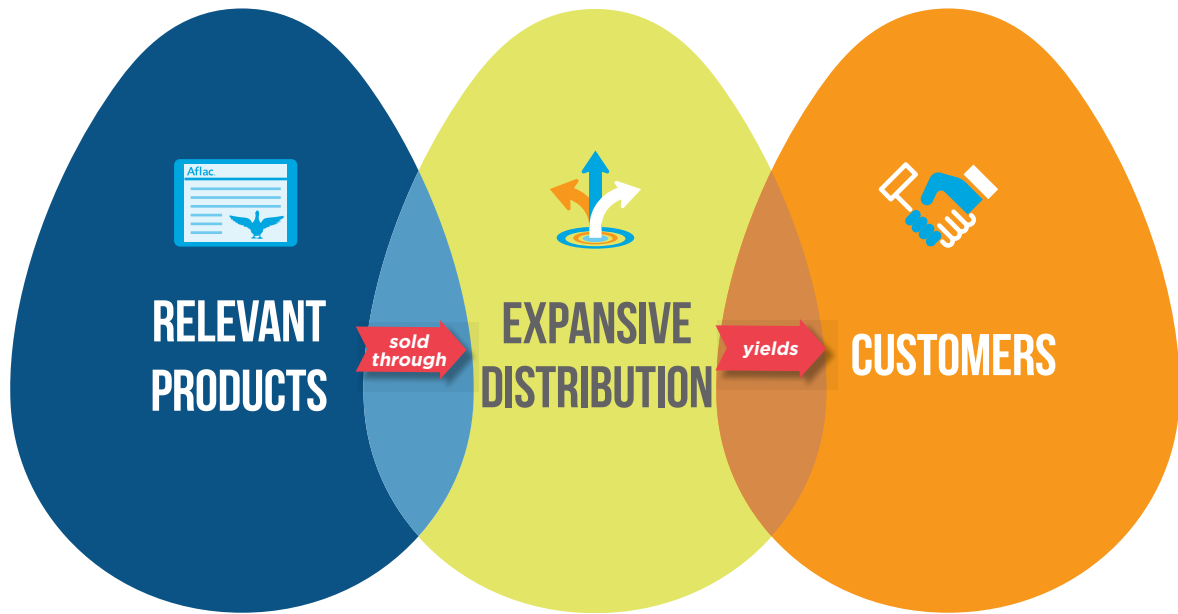 Aflac
RELEVANT
PRODUCTS
sold
through
EXPANSIVE
DISTRIBUTION
yields
CUSTOMERS